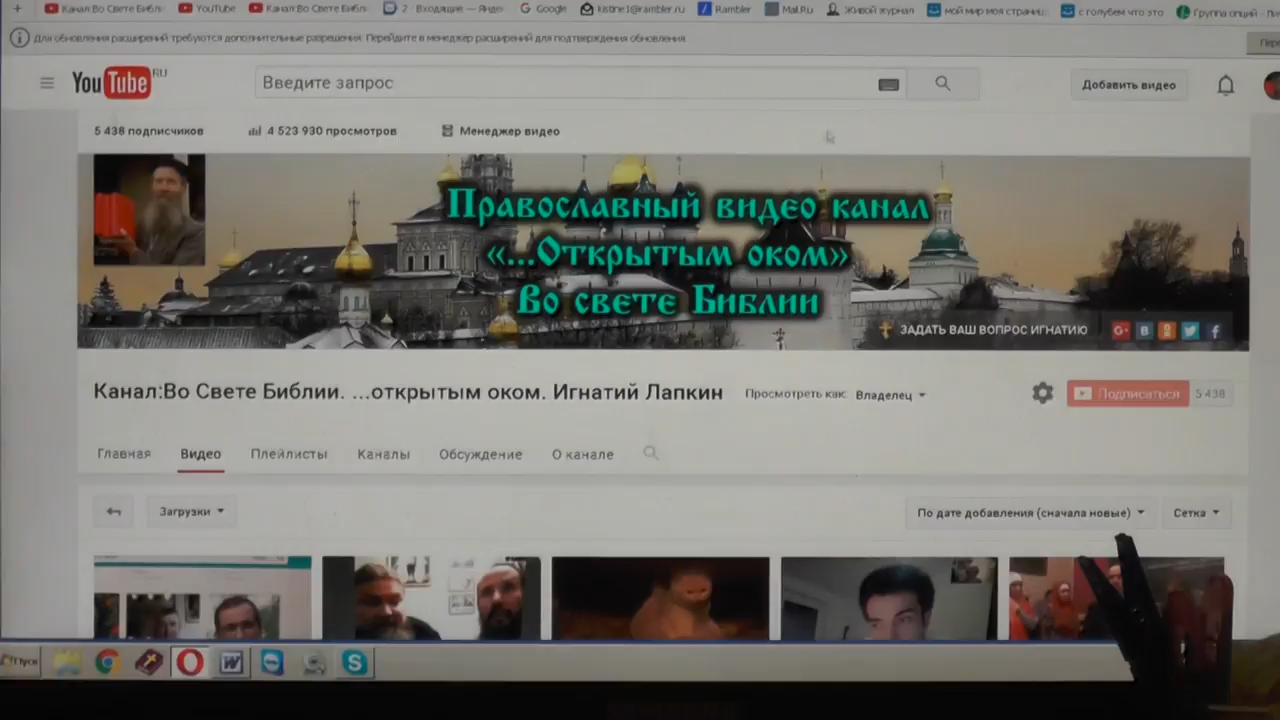 Канал:Во Свете Библ
YouTube
Канал:Во Свете Библ
2 · Входящие — Янде
Google
kistine1@rambler.ru
Rambler
Mail.Ru
Живой журнал
мой мир моя страниц
с голубем что это
Группа опций - Ли
Для обновления расширений требуются дополнительные разрешения. Перейдите в менеджер расширений для подтверждения обновления.
Пере
YouTube RU
Введите запрос
Добавить видео
5 438 подписчиков
4 523 930 просмотров
Менеджер видео
Православный видео канал
«...Открытым оком»
Во свете Библии
ЗАДАТЬ ВАШ ВОПРОС ИГНАТИЮ
Канал:Во Свете Библии. ...открытым оком. Игнатий Лапкин
Просмотреть как:
Владелец
Подписаться
5 438
Главная
Видео
Плейлисты
Каналы
Обсуждение
О канале
Загрузки
По дате добавления (сначала новые)
Сетка
Пуск